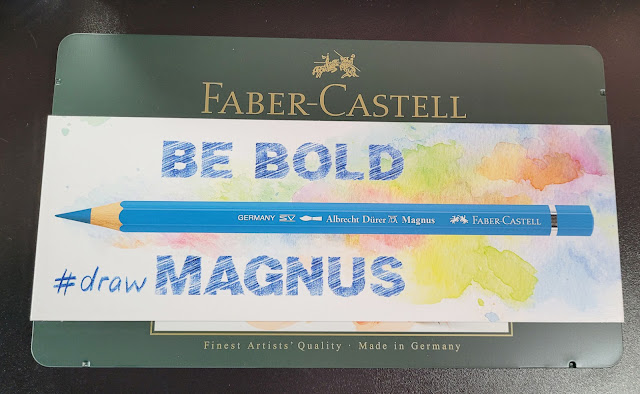 FABER-CASTELL
BE BOLD
GERMANY SV Albrecht Dürer Magnus FABER-CASTELL
#draw MAGNUS
Finest Artists' Quality · Made in Germany